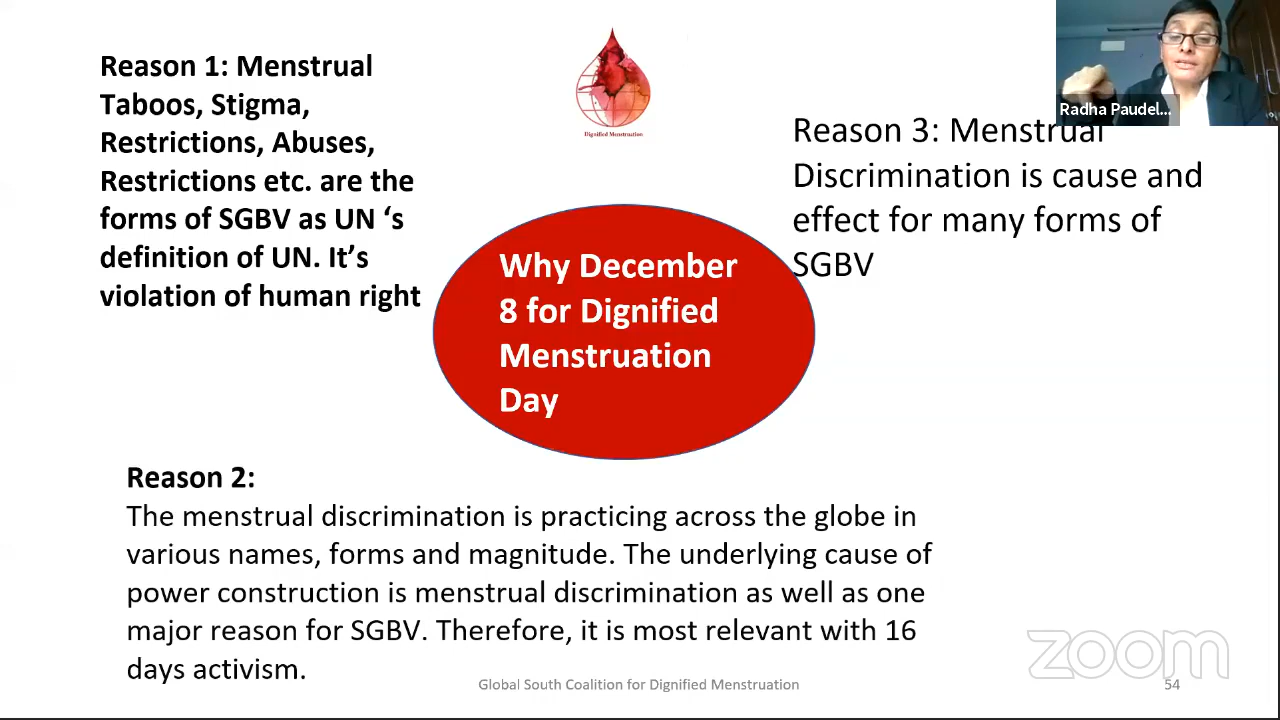 Reason 1: Menstrual
Taboos, Stigma,
Restrictions, Abuses,
Restrictions etc. are the
forms of SGBV as UN ‘s
definition of UN. It’s
violation of human right
Dignified Menstruation
Radha Paudel...
Reason 3: Menstrual
Discrimination is cause and
effect for many forms of
SGBV
Why December
8 for Dignified
Menstruation
Day
Reason 2:
The menstrual discrimination is practicing across the globe in
various names, forms and magnitude. The underlying cause of
power construction is menstrual discrimination as well as one
major reason for SGBV. Therefore, it is most relevant with 16
days activism.
Global South Coalition for Dignified Menstruation
zoom
54